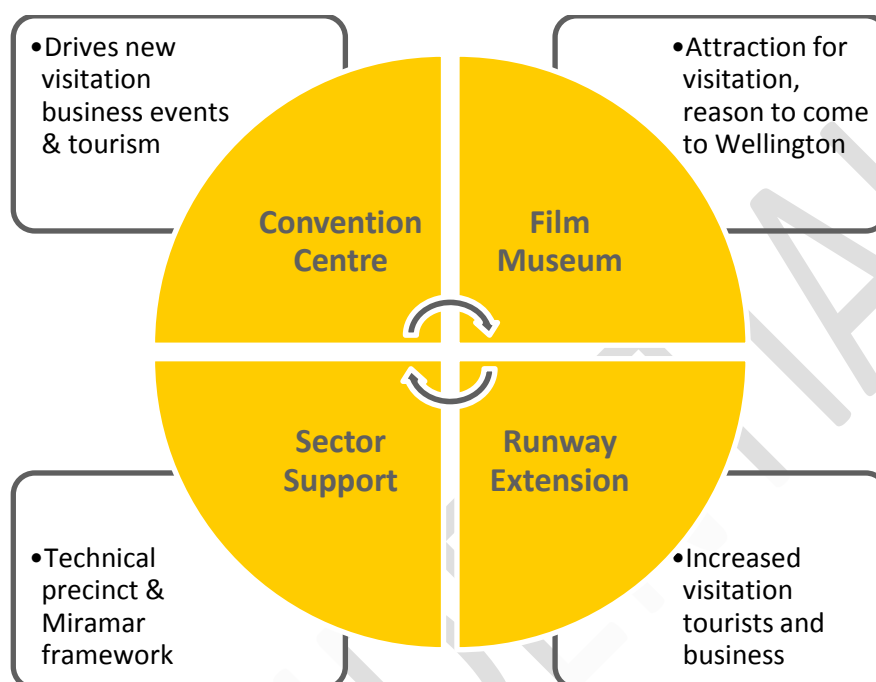 •Drives new
visitation
business events
& tourism
•Attraction for
visitation,
reason to come
to Wellington
Convention
Centre
Film
Museum
Sector
Support
Runway
Extension
•Technical
precinct &
Miramar
framework
•Increased
visitation
tourists and
business